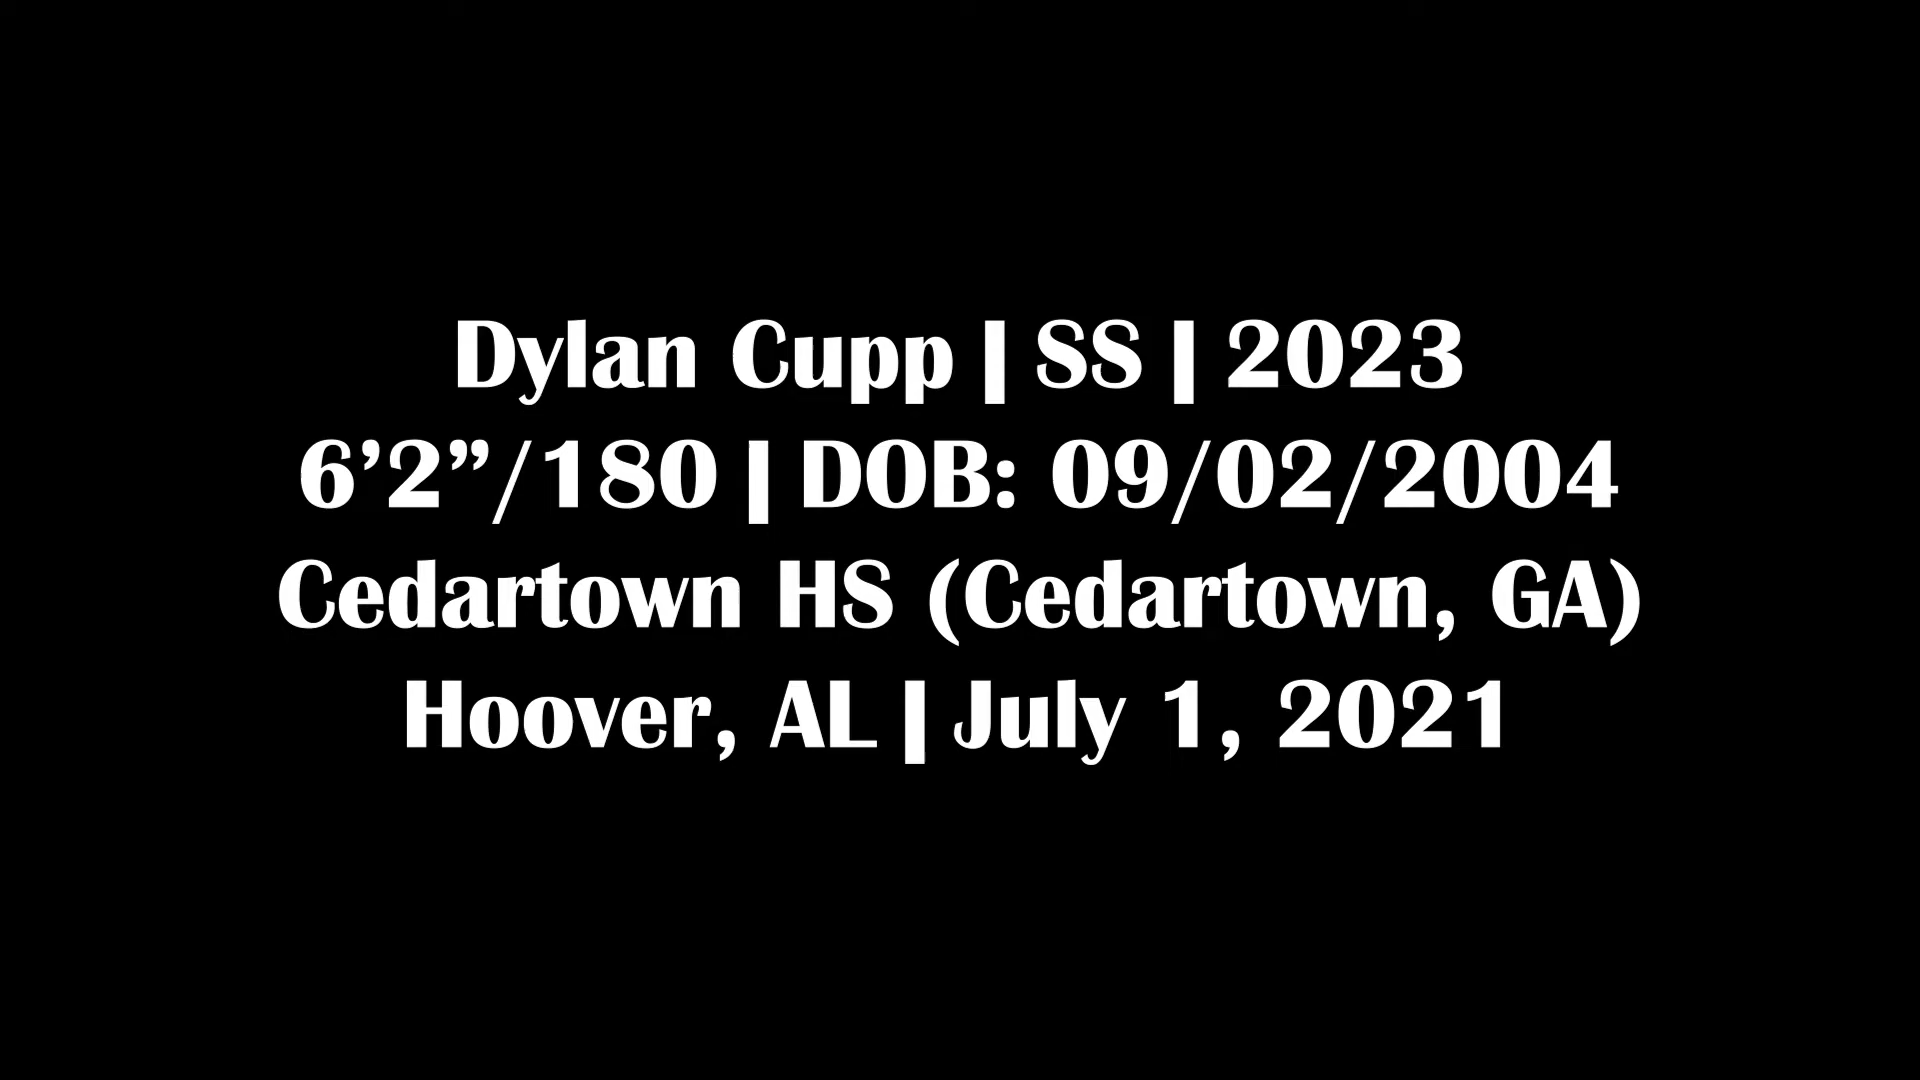 Dylan Cupp | SS | 2023
6’2”/180 | DOB: 09/02/2004
Cedartown HS (Cedartown, GA)
Hoover, AL | July 1, 2021